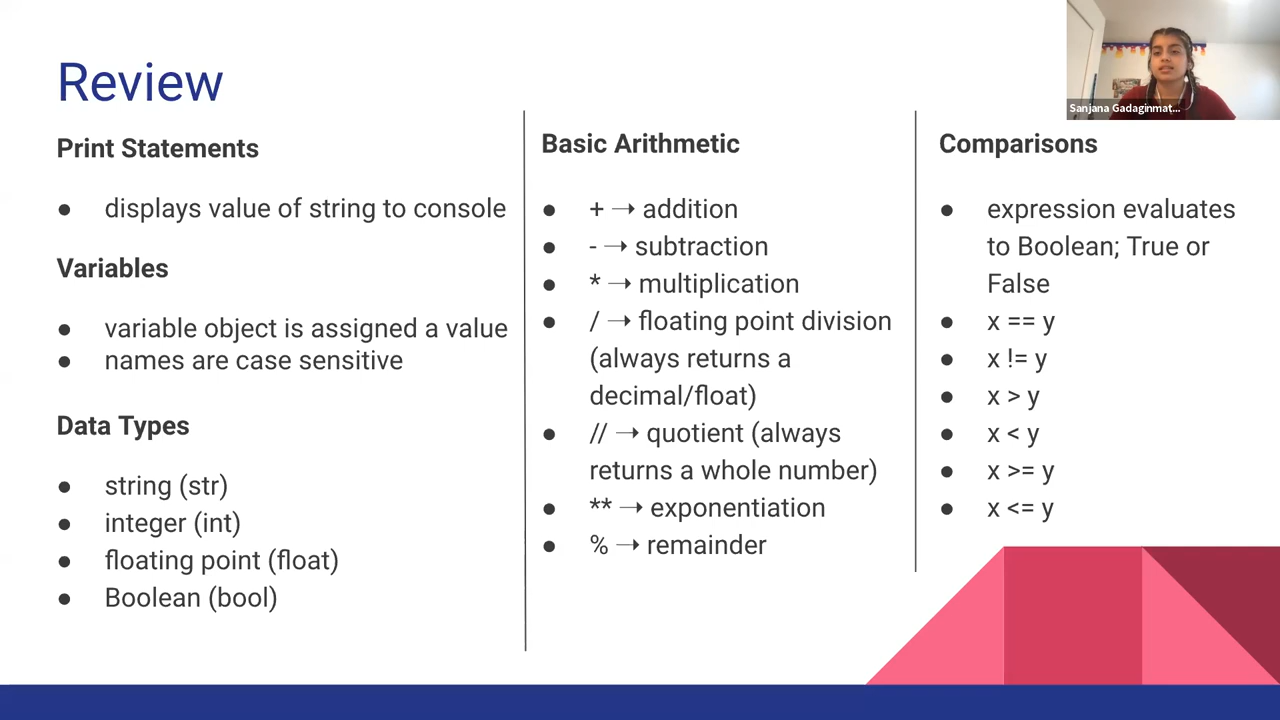 Review
Print Statements
● displays value of string to console
Variables
● variable object is assigned a value
● names are case sensitive
Data Types
● string (str)
● integer (int)
● floating point (float)
● Boolean (bool)
Basic Arithmetic
● + → addition
● - → subtraction
● * → multiplication
● / → floating point division
(always returns a
decimal/float)
● // → quotient (always
returns a whole number)
● ** → exponentiation
● % → remainder
Comparisons
● expression evaluates
to Boolean; True or
False
● x == y
● x != y
● x > y
● x < y
● x >= y
● x <= y
Sanjana Gadaginmat...